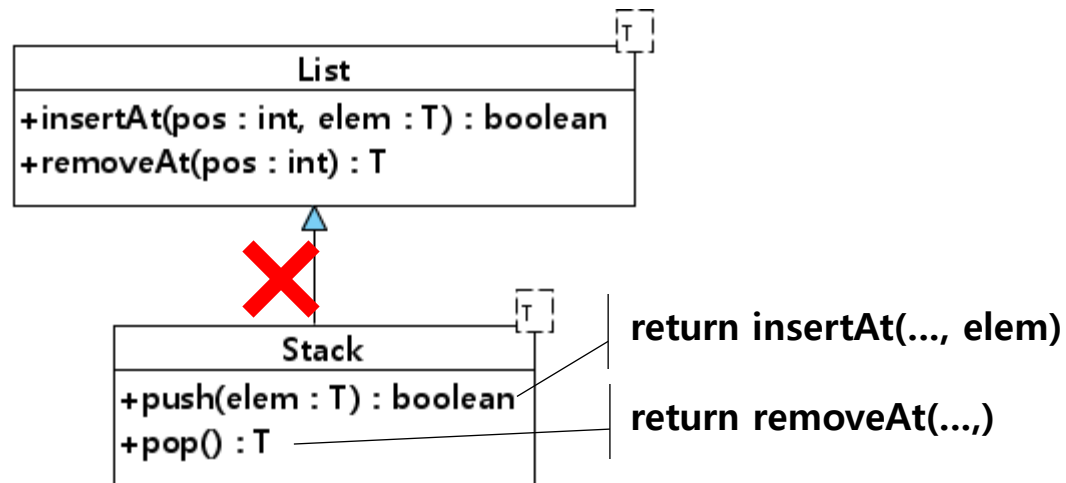 T
List
+insertAt(pos : int, elem : T) : boolean
+removeAt(pos : int) : T
T
Stack
+push(elem : T) : boolean
+pop() : T
return insertAt(..., elem)
return removeAt(...,)